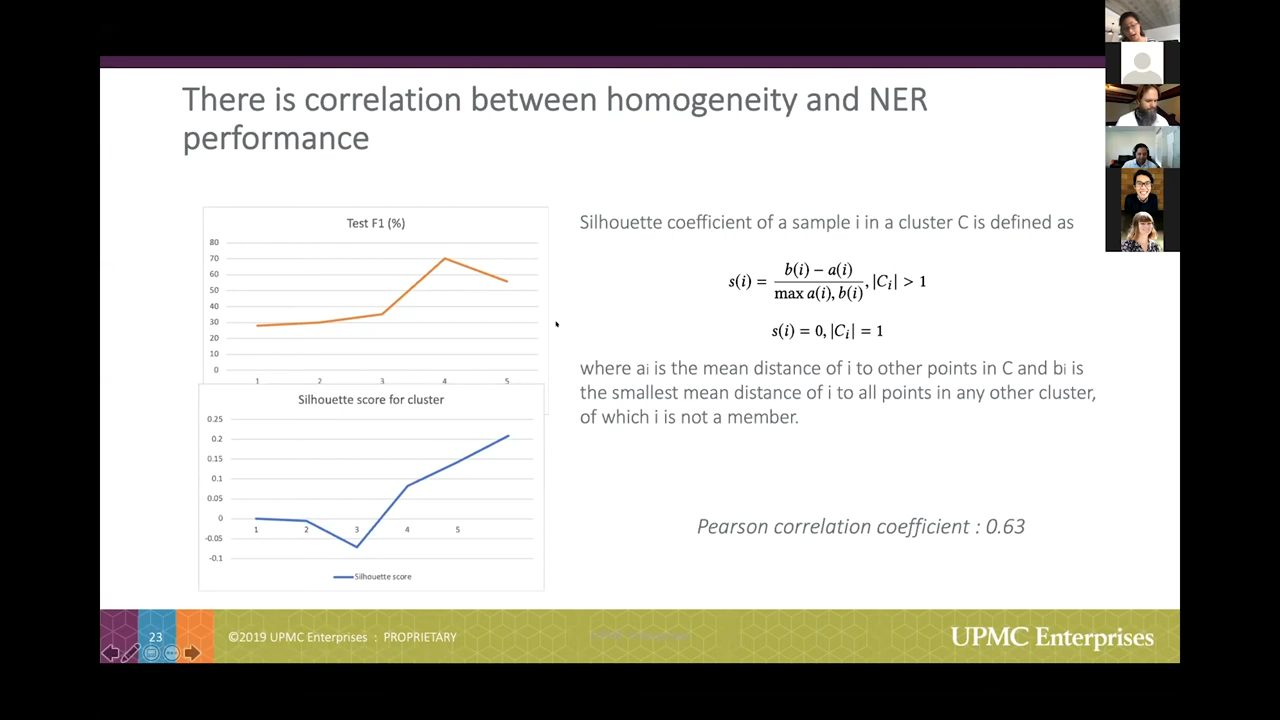 There is correlation between homogeneity and NER
performance
Test F1 (%)
80
70
60
50
40
30
20
10
0
1 2 3 4 5
Silhouette score for cluster
0.25
0.2
0.15
0.1
0.05
0
-0.05
-0.1
1 2 3 4 5
Silhouette score
Silhouette coefficient of a sample i in a cluster C is defined as
s(i) = b(i) − a(i) / max a(i), b(i) , |Cᵢ| > 1
s(i) = 0, |Cᵢ| = 1
where ai is the mean distance of i to other points in C and bi is
the smallest mean distance of i to all points in any other cluster,
of which i is not a member.
Pearson correlation coefficient : 0.63
23
©2019 UPMC Enterprises : PROPRIETARY
UPMC Enterprises